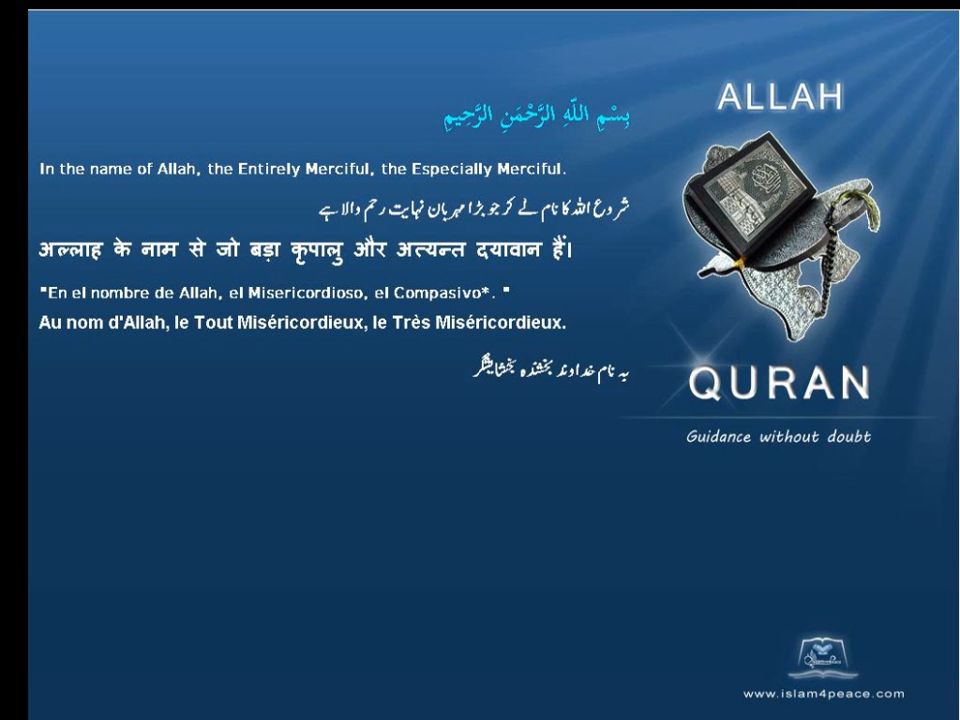 بِسْمِ اللَّهِ الرَّحْمَنِ الرَّحِيمِ
In the name of Allah, the Entirely Merciful, the Especially Merciful.
شروع الله کا نام لے کر جو بڑا مہربان نہایت رحم والا ہے
अल्लाह के नाम से जो बड़ा कृपालु और अत्यन्त दयावान हैं।
"En el nombre de Allah, el Misericordioso, el Compasivo*. "
Au nom d'Allah, le Tout Miséricordieux, le Très Miséricordieux.
به نام خداوند بخشنده بخشایشگر
ALLAH
QURAN
Guidance without doubt
www.islam4peace.com